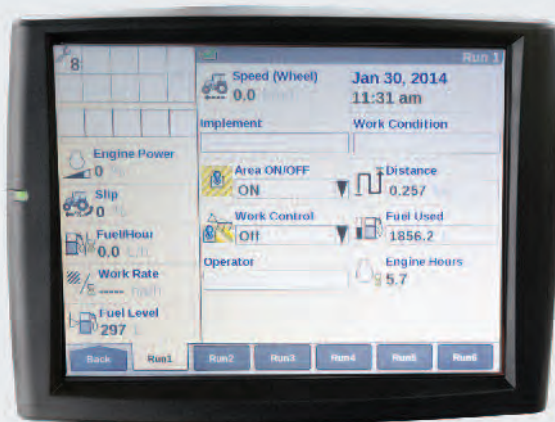 Run 1
8
Speed (Wheel)
0.0
Jan 30, 2014
11:31 am
Implement
Work Condition
Engine Power
0 %
Area ON/OFF
ON
Distance
0.257
Slip
0 %
Work Control
Off
Fuel Used
1856.2
Fuel/Hour
0.0 L/h
Operator
Engine Hours
5.7
Work Rate
----- ha/h
Fuel Level
297 L
Back
Run1
Run2
Run3
Run4
Run5
Run6